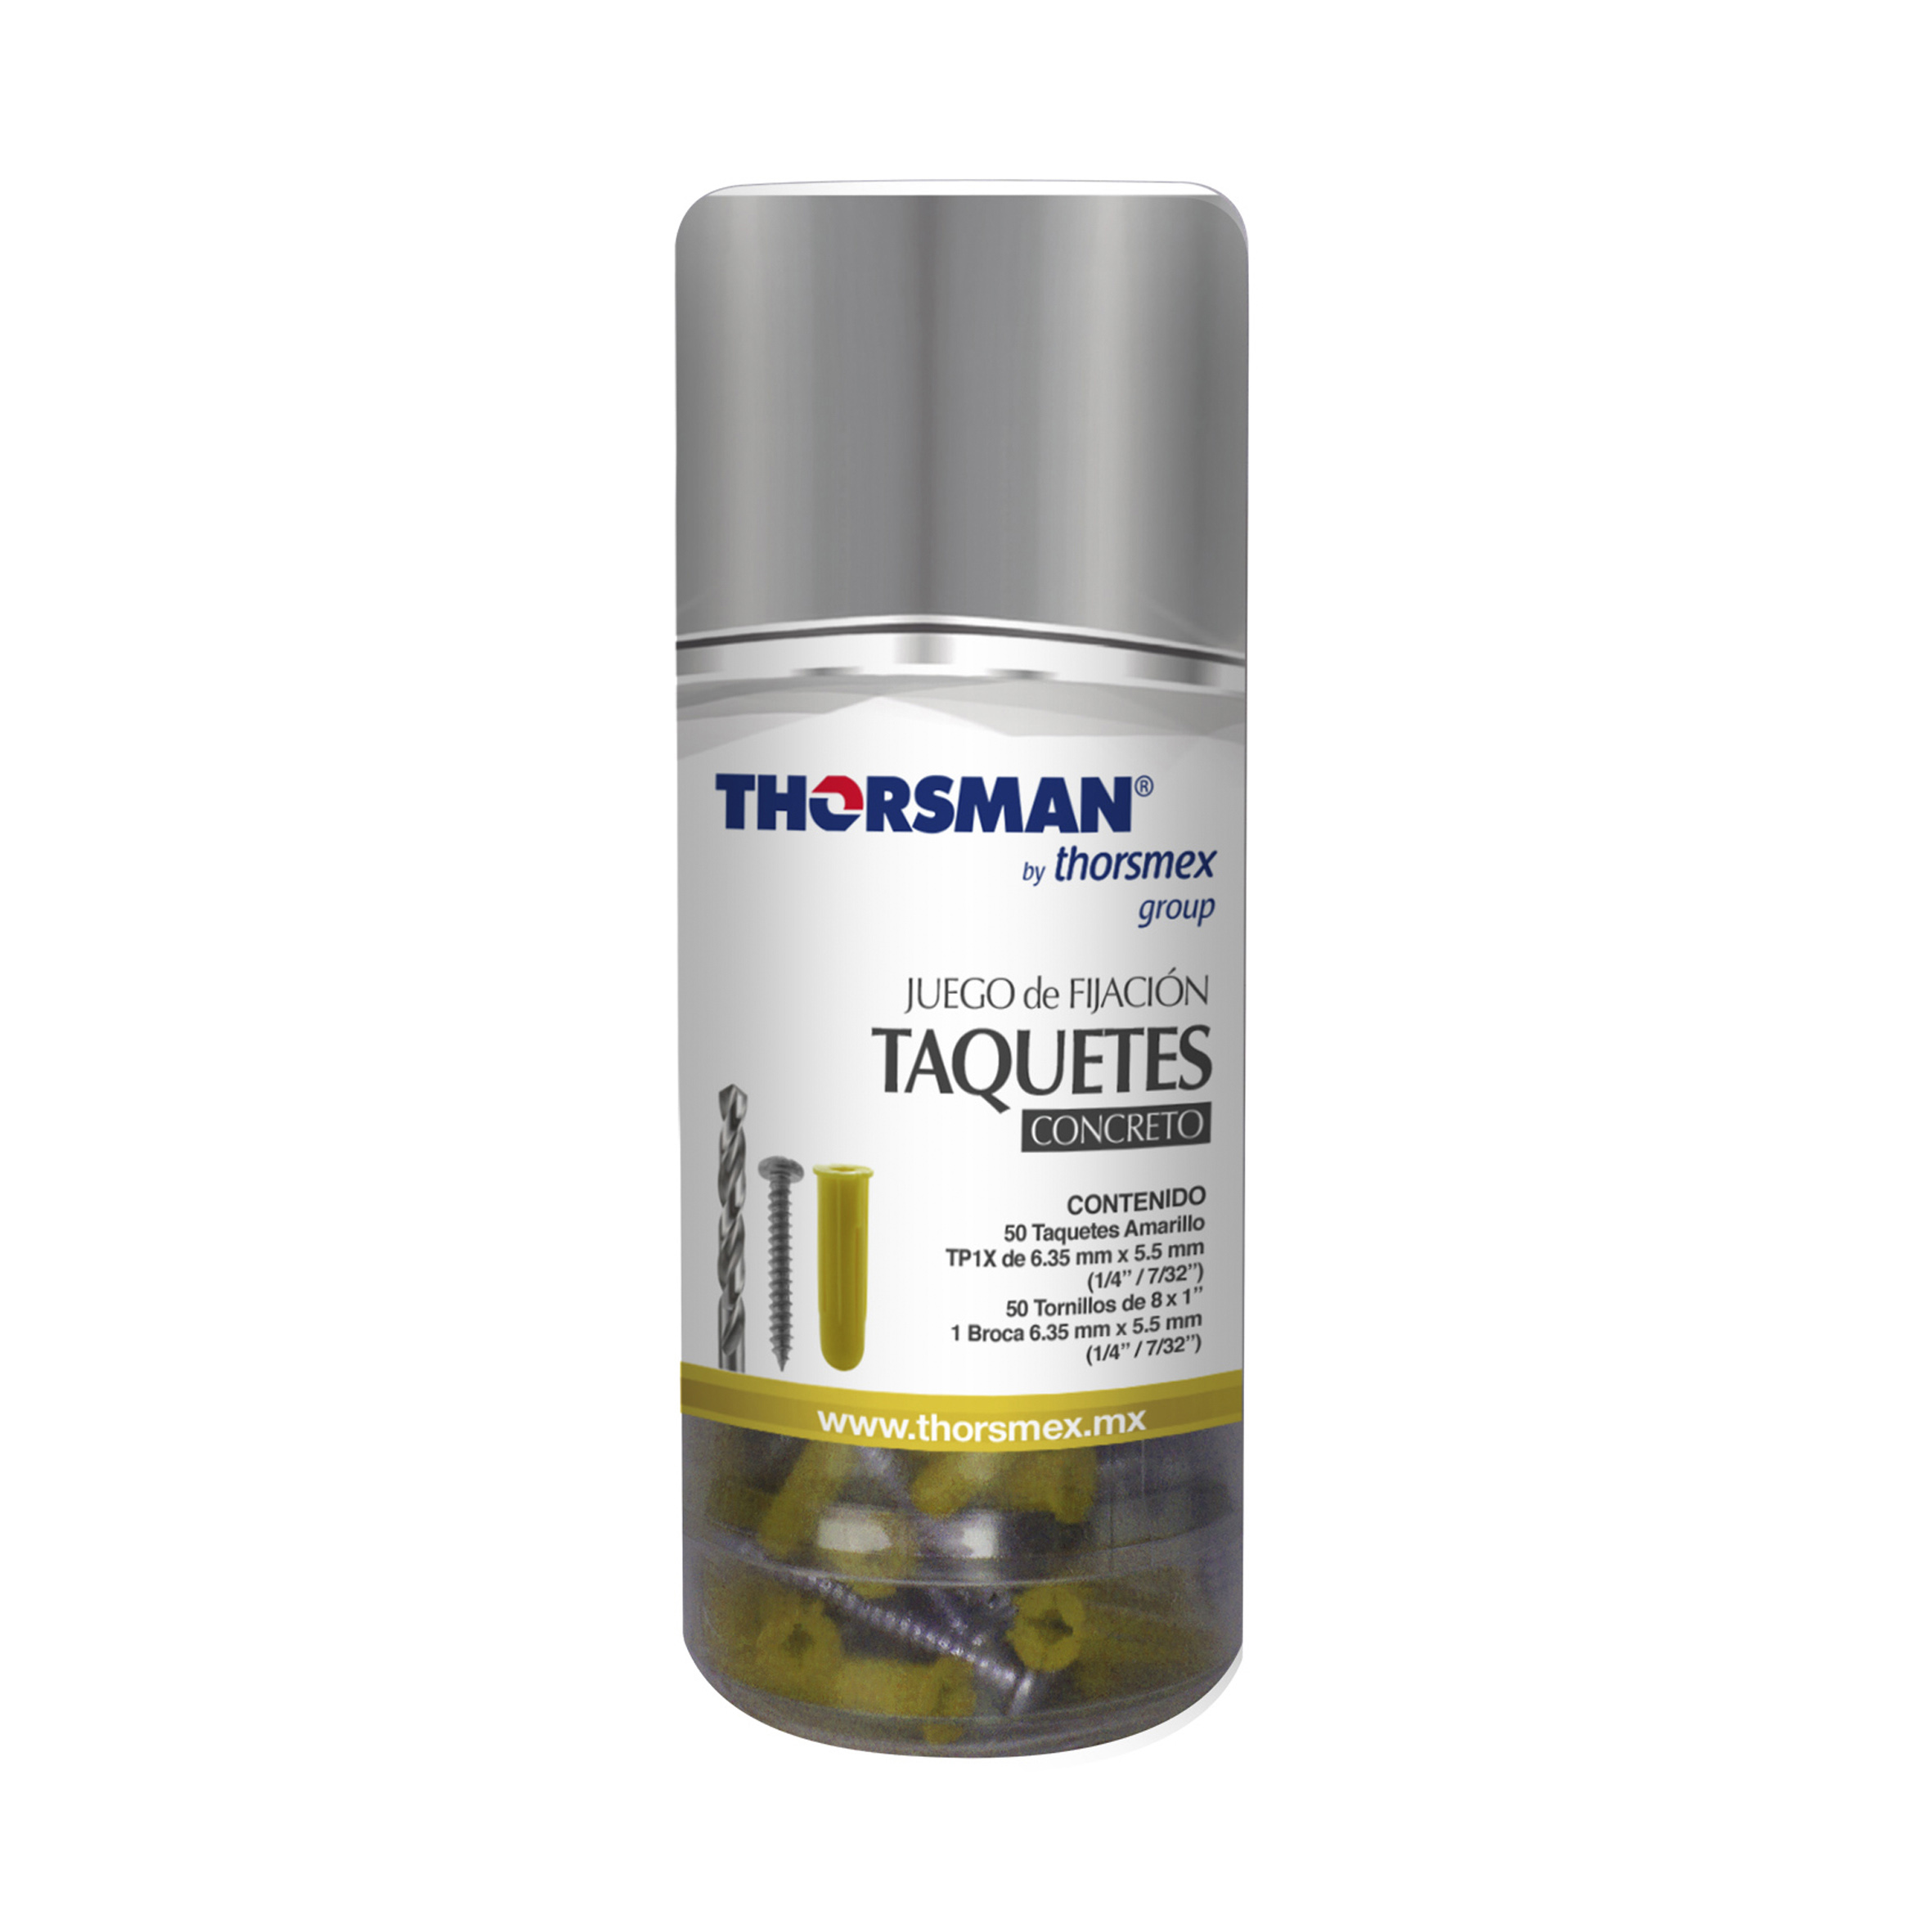 THORSMAN®
by thorsmex
group
JUEGO de FIJACIÓN
TAQUETES
CONCRETO
CONTENIDO
50 Taquetes Amarillo
TP1X de 6.35 mm x 5.5 mm
(1/4’’ / 7/32’’)
50 Tornillos de 8 x 1’’
1 Broca 6.35 mm x 5.5 mm
(1/4’’ / 7/32’’)
www.thorsmex.mx